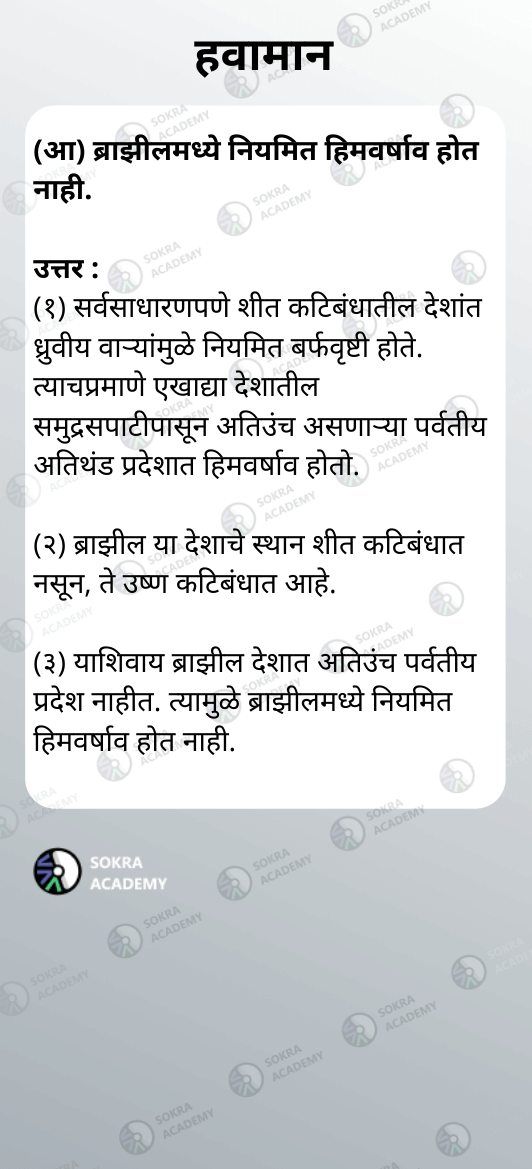 हवामान
(आ) ब्राझीलमध्ये नियमित हिमवर्षाव होत
नाही.
उत्तर :
(१) सर्वसाधारणपणे शीत कटिबंधातील देशांत
ध्रुवीय वाऱ्यांमुळे नियमित बर्फवृष्टी होते.
त्याचप्रमाणे एखाद्या देशातील
समुद्रसपाटीपासून अतिउंच असणाऱ्या पर्वतीय
अतिथंड प्रदेशात हिमवर्षाव होतो.
(२) ब्राझील या देशाचे स्थान शीत कटिबंधात
नसून, ते उष्ण कटिबंधात आहे.
(३) याशिवाय ब्राझील देशात अतिउंच पर्वतीय
प्रदेश नाहीत. त्यामुळे ब्राझीलमध्ये नियमित
हिमवर्षाव होत नाही.
SOKRA
ACADEMY